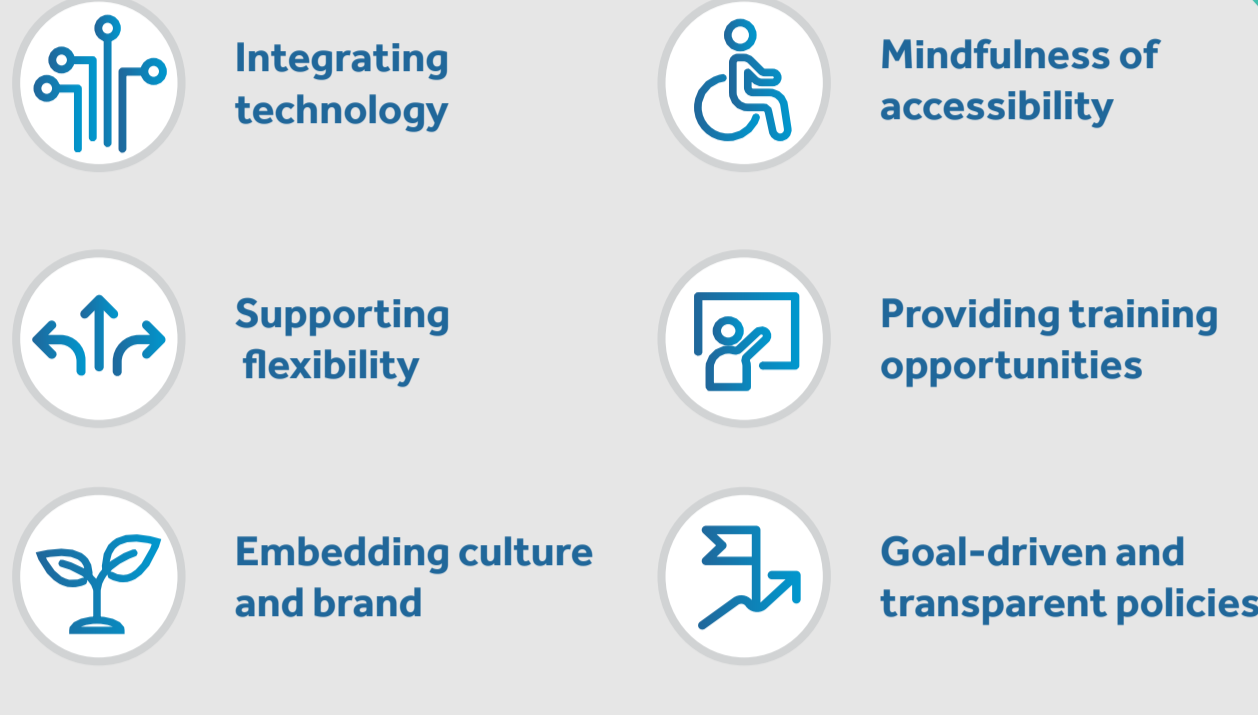 Integrating
technology
Mindfulness of
accessibility
Supporting
flexibility
Providing training
opportunities
Embedding culture
and brand
Goal-driven and
transparent policies